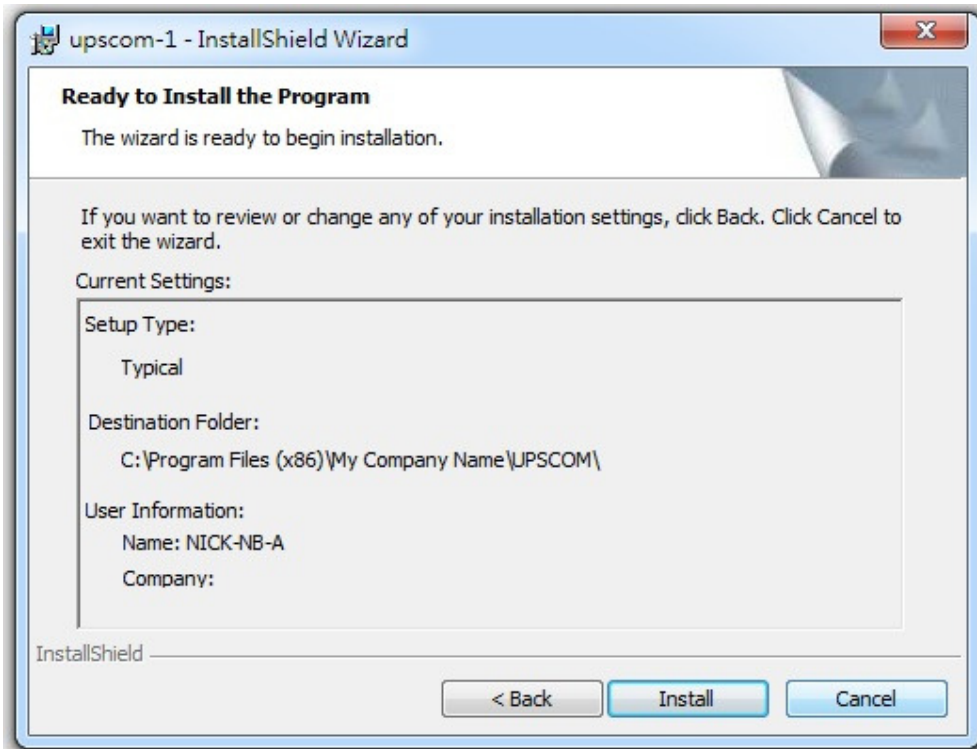 upscom-1 - InstallShield Wizard
X
Ready to Install the Program
The wizard is ready to begin installation.
If you want to review or change any of your installation settings, click Back. Click Cancel to
exit the wizard.
Current Settings:
Setup Type:
Typical
Destination Folder:
C:\Program Files (x86)\My Company Name\UPSCOM\
User Information:
Name: NICK-NB-A
Company:
InstallShield
< Back Install Cancel